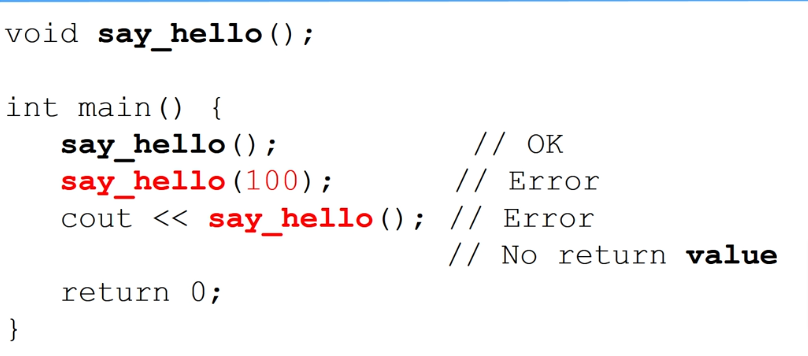 void say_hello();
int main() {
say_hello(); // OK
say_hello(100); // Error
cout << say_hello(); // Error
// No return value
return 0;
}